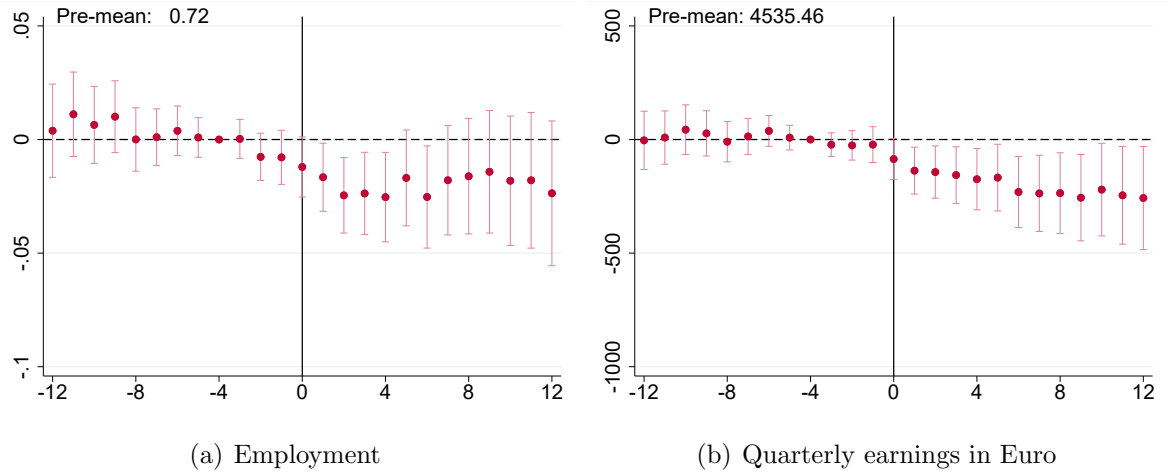 Pre-mean: 0.72
.05
0
-.05
-.1
-12 -8 -4 0 4 8 12
(a) Employment
Pre-mean: 4535.46
500
0
-500
-1000
-12 -8 -4 0 4 8 12
(b) Quarterly earnings in Euro